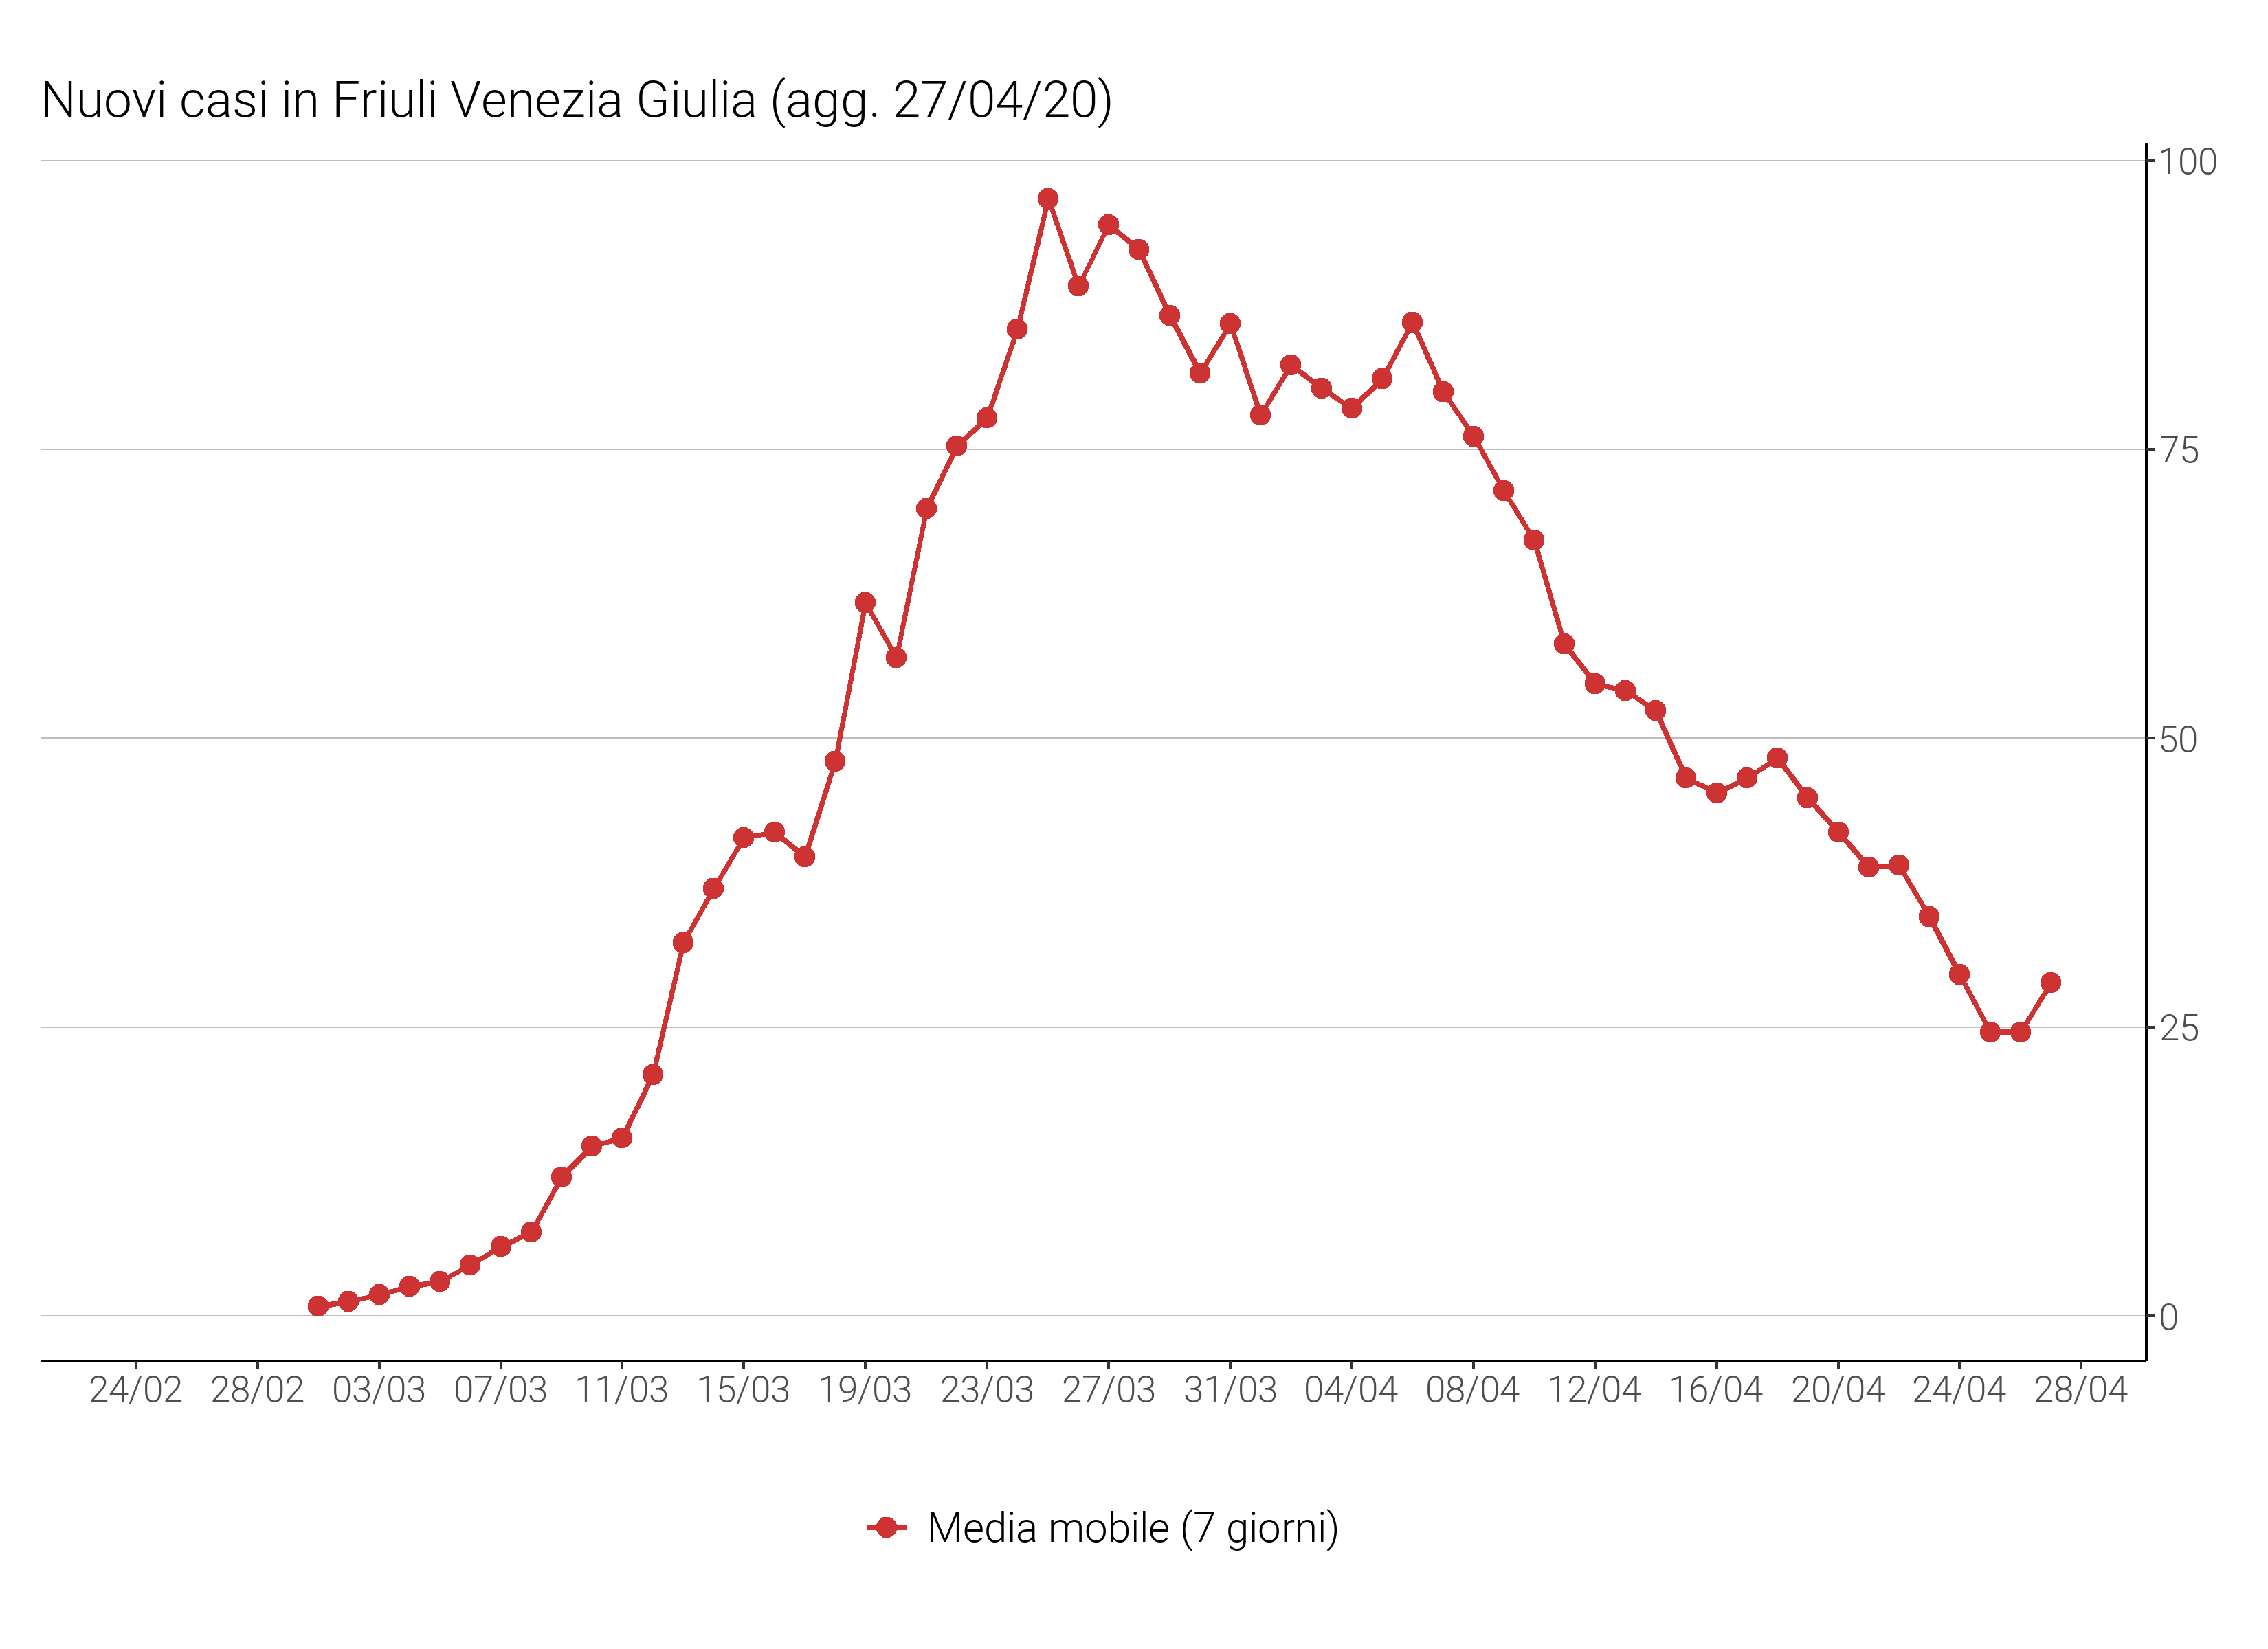 Nuovi casi in Friuli Venezia Giulia (agg. 27/04/20)
100
75
50
25
0
24/02 28/02 03/03 07/03 11/03 15/03 19/03 23/03 27/03 31/03 04/04 08/04 12/04 16/04 20/04 24/04 28/04
Media mobile (7 giorni)